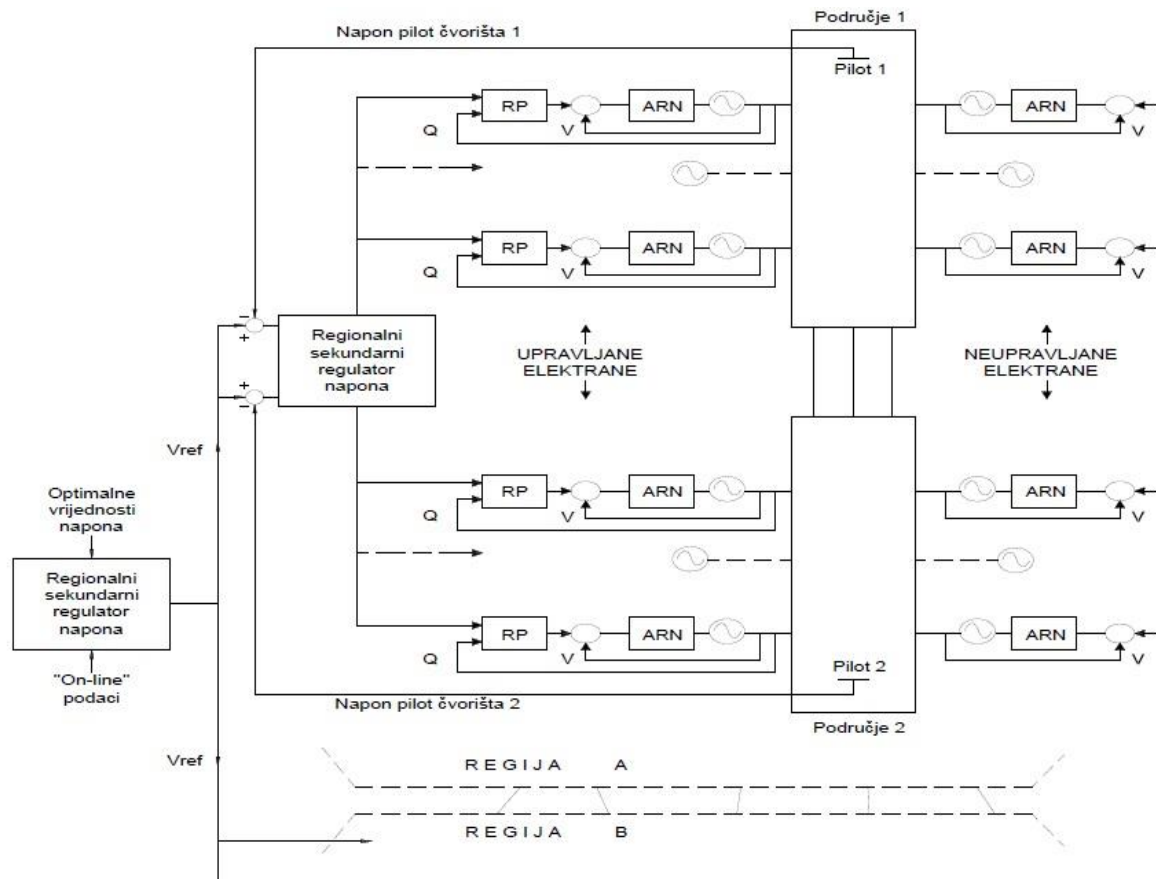 Područje 1
Napon pilot čvorišta 1
Pilot 1
RP
ARN
ARN
Q
V
V
RP
ARN
ARN
Q
V
V
−
+
Regionalni
sekundarni
regulator
napona
+
−
UPRAVLJANE
ELEKTRANE
NEUPRAVLJANE
ELEKTRANE
Vref
Optimalne
vrijednosti
napona
RP
ARN
ARN
Q
V
V
Regionalni
sekundarni
regulator
napona
RP
ARN
ARN
Q
V
V
"On-line"
podaci
Pilot 2
Napon pilot čvorišta 2
Područje 2
Vref
REGIJA A
REGIJA B